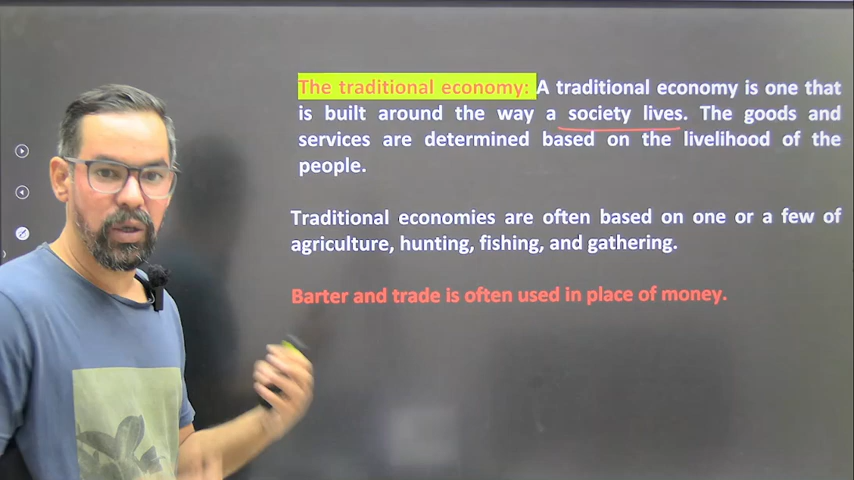 The traditional economy: A traditional economy is one that
is built around the way a society lives. The goods and
services are determined based on the livelihood of the
people.
Traditional economies are often based on one or a few of
agriculture, hunting, fishing, and gathering.
Barter and trade is often used in place of money.